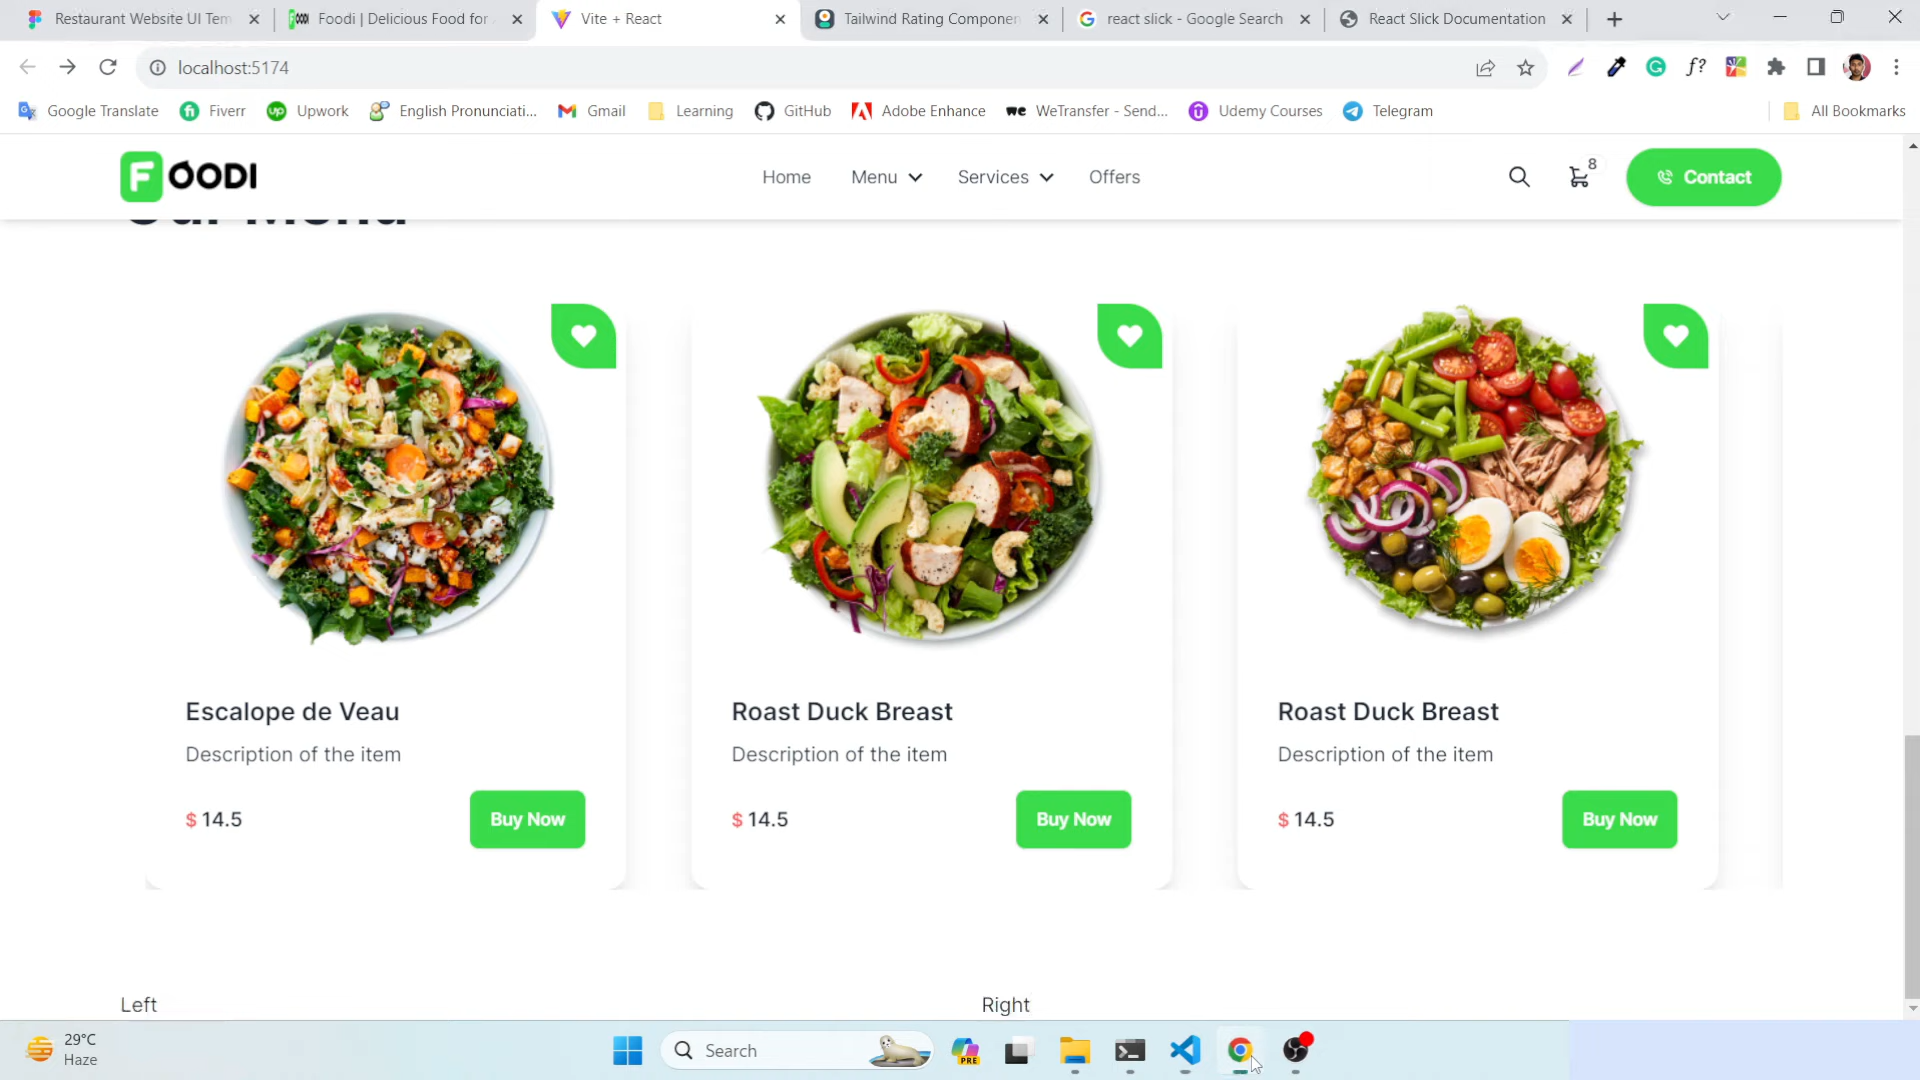 Restaurant Website UI Tem
Foodi | Delicious Food for
Vite + React
Tailwind Rating Componen
react slick - Google Search
React Slick Documentation
localhost:5174
Google Translate
Fiverr
Upwork
English Pronunciati...
Gmail
Learning
GitHub
Adobe Enhance
WeTransfer - Send...
Udemy Courses
Telegram
All Bookmarks
FOODI
Home
Menu
Services
Offers
8
Contact
Our Menu
Escalope de Veau
Description of the item
$ 14.5
Buy Now
Roast Duck Breast
Description of the item
$ 14.5
Buy Now
Roast Duck Breast
Description of the item
$ 14.5
Buy Now
Left
Right
29°C
Haze
Search
PRE